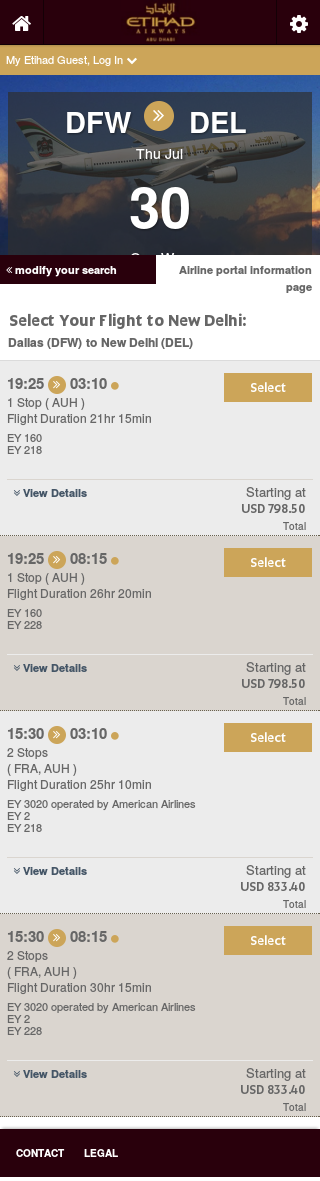 الإتحاد
ETIHAD
AIRWAYS
ABU DHABI
My Etihad Guest, Log In
DFW DEL
Thu Jul
30
modify your search
Airline portal information page
Select Your Flight to New Delhi:
Dallas (DFW) to New Delhi (DEL)
19:25 03:10
Select
1 Stop ( AUH )
Flight Duration 21hr 15min
EY 160
EY 218
View Details
Starting at
USD 798.50
Total
19:25 08:15
Select
1 Stop ( AUH )
Flight Duration 26hr 20min
EY 160
EY 228
View Details
Starting at
USD 798.50
Total
15:30 03:10
Select
2 Stops
( FRA, AUH )
Flight Duration 25hr 10min
EY 3020 operated by American Airlines
EY 2
EY 218
View Details
Starting at
USD 833.40
Total
15:30 08:15
Select
2 Stops
( FRA, AUH )
Flight Duration 30hr 15min
EY 3020 operated by American Airlines
EY 2
EY 228
View Details
Starting at
USD 833.40
Total
CONTACT LEGAL